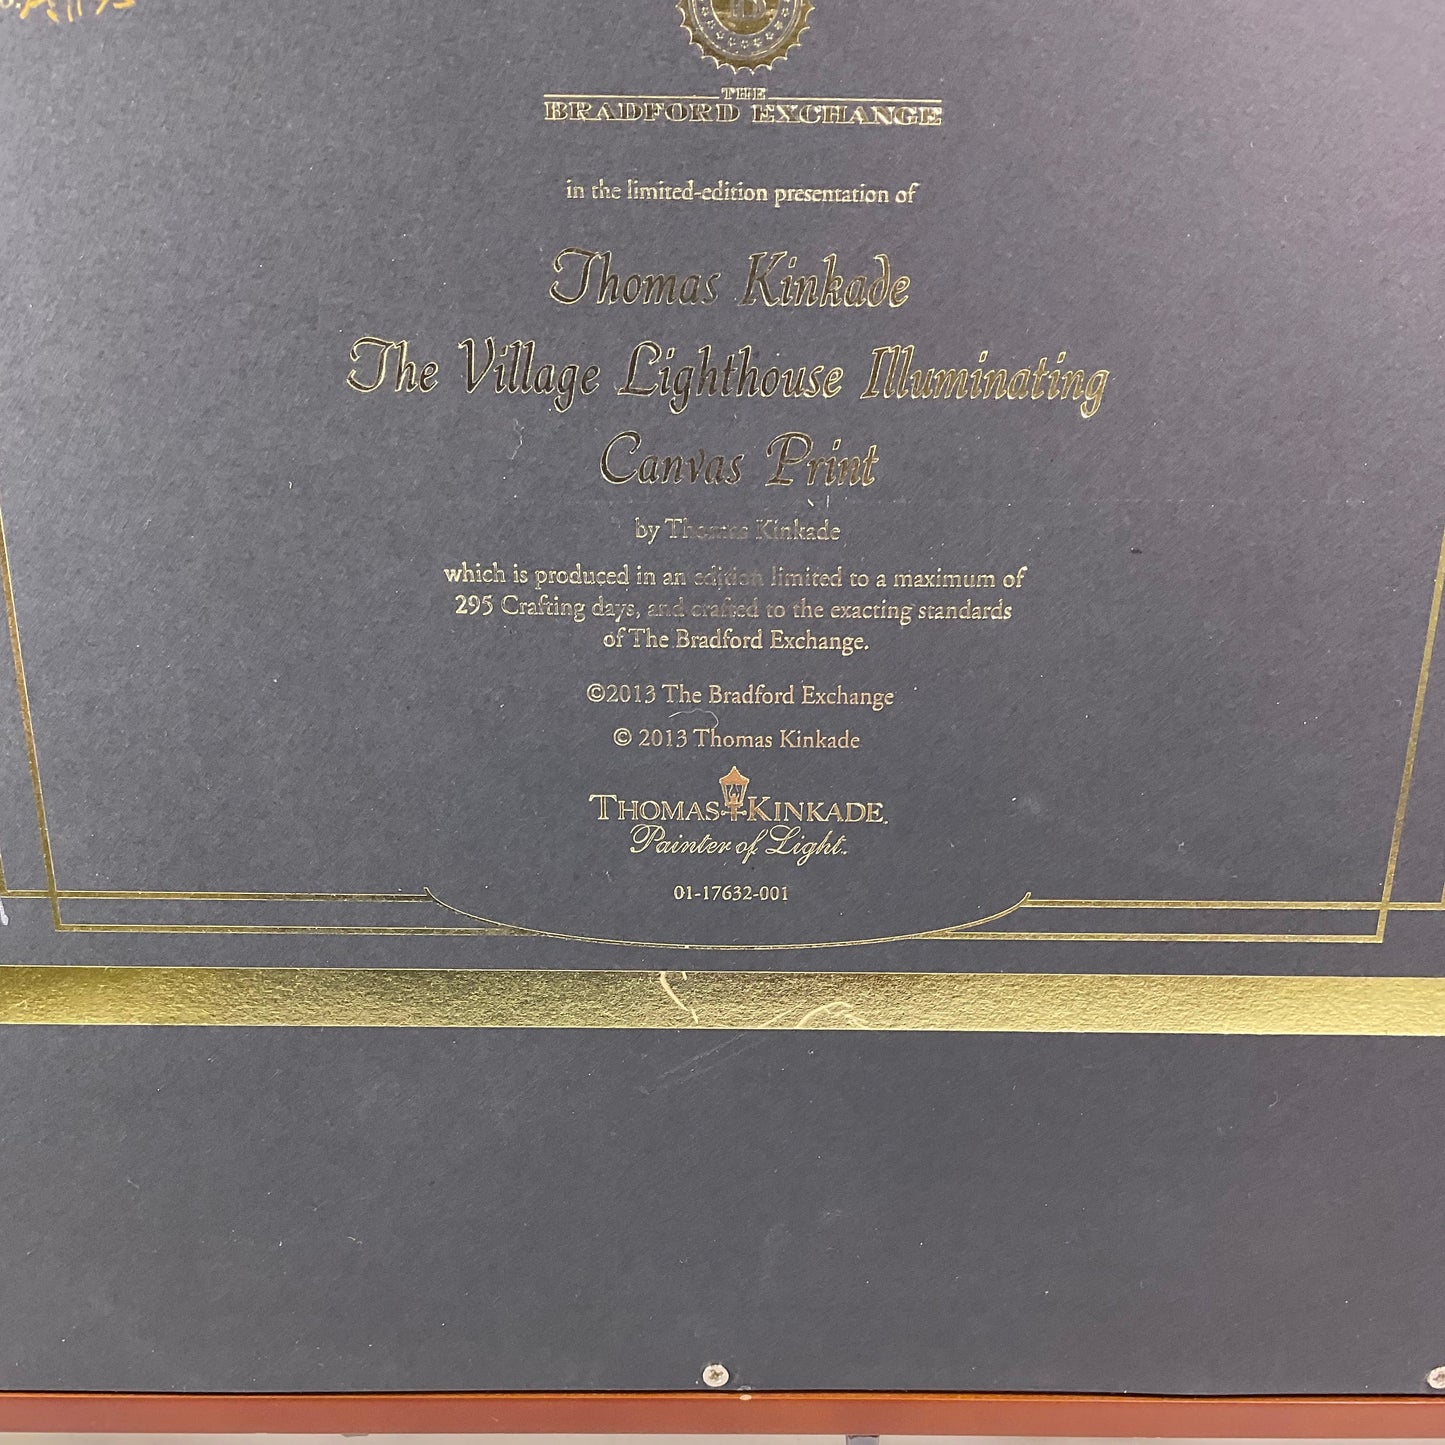 THE
BRADFORD EXCHANGE
in the limited-edition presentation of
Thomas Kinkade
The Village Lighthouse Illuminating
Canvas Print
by Thomas Kinkade
which is produced in an edition limited to a maximum of
295 Crafting days, and crafted to the exacting standards
of The Bradford Exchange.
©2013 The Bradford Exchange
© 2013 Thomas Kinkade
THOMAS KINKADE.
Painter of Light.
01-17632-001